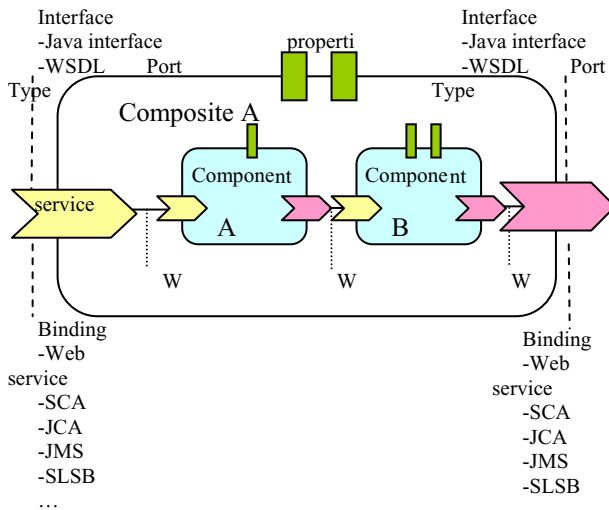 Interface
-Java interface
-WSDL
Port
Type
properti
Interface
-Java interface
-WSDL
Port
Type
Composite A
service
Component
A
Component
B
W
W
W
Binding
-Web
service
-SCA
-JCA
-JMS
-SLSB
…
Binding
-Web
service
-SCA
-JCA
-JMS
-SLSB